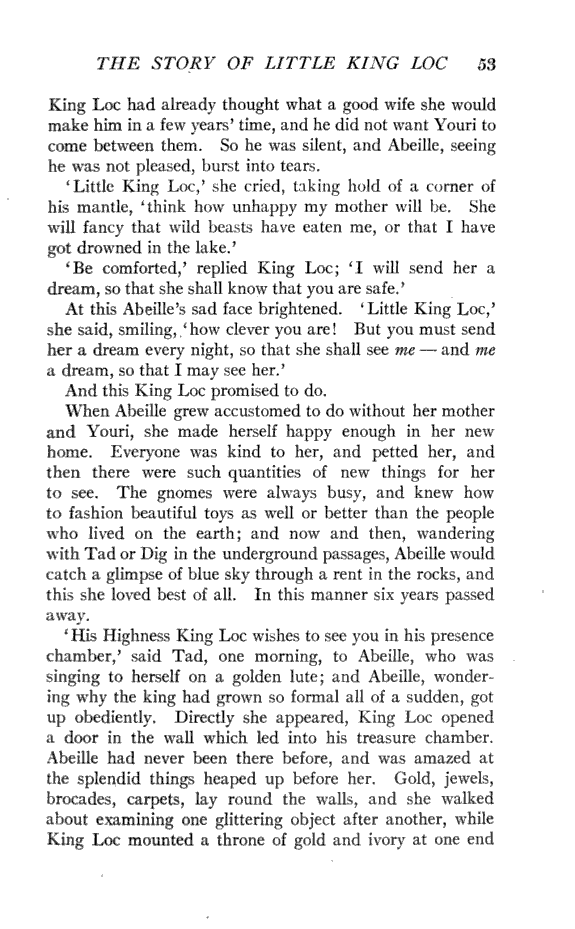 THE STORY OF LITTLE KING LOC 53
King Loc had already thought what a good wife she would
make him in a few years' time, and he did not want Youri to
come between them. So he was silent, and Abeille, seeing
he was not pleased, burst into tears.
'Little King Loc,' she cried, taking hold of a corner of
his mantle, 'think how unhappy my mother will be. She
will fancy that wild beasts have eaten me, or that I have
got drowned in the lake.'
'Be comforted,' replied King Loc; 'I will send her a
dream, so that she shall know that you are safe.'
At this Abeille's sad face brightened. 'Little King Loc,'
she said, smiling, 'how clever you are! But you must send
her a dream every night, so that she shall see me — and me
a dream, so that I may see her.'
And this King Loc promised to do.
When Abeille grew accustomed to do without her mother
and Youri, she made herself happy enough in her new
home. Everyone was kind to her, and petted her, and
then there were such quantities of new things for her
to see. The gnomes were always busy, and knew how
to fashion beautiful toys as well or better than the people
who lived on the earth; and now and then, wandering
with Tad or Dig in the underground passages, Abeille would
catch a glimpse of blue sky through a rent in the rocks, and
this she loved best of all. In this manner six years passed
away.
'His Highness King Loc wishes to see you in his presence
chamber,' said Tad, one morning, to Abeille, who was
singing to herself on a golden lute; and Abeille, wonder-
ing why the king had grown so formal all of a sudden, got
up obediently. Directly she appeared, King Loc opened
a door in the wall which led into his treasure chamber.
Abeille had never been there before, and was amazed at
the splendid things heaped up before her. Gold, jewels,
brocades, carpets, lay round the walls, and she walked
about examining one glittering object after another, while
King Loc mounted a throne of gold and ivory at one end